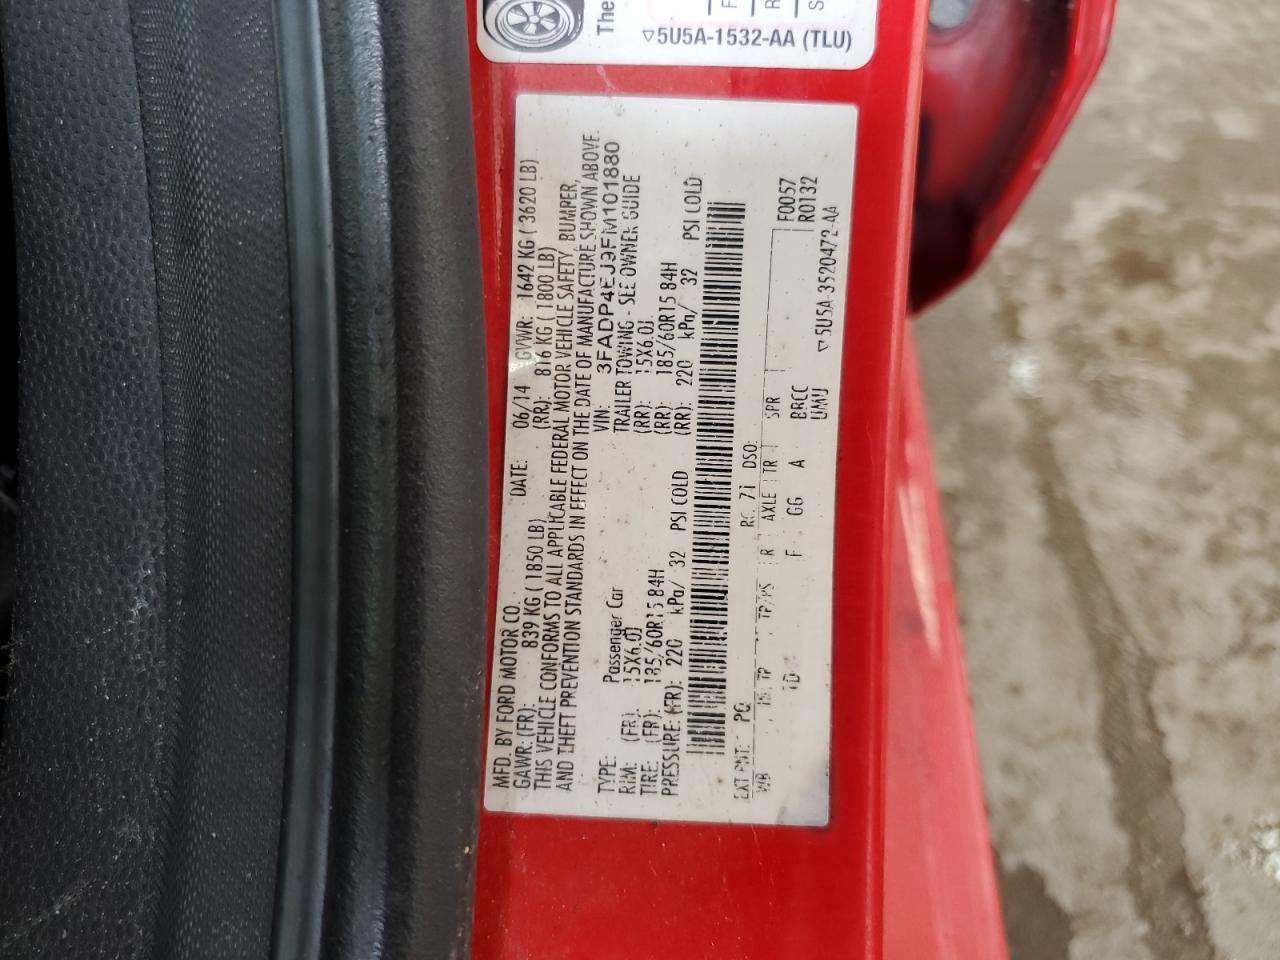 The
F
R
S
▽5U5A-1532-AA (TLU)
MFD. BY FORD MOTOR CO. DATE: 06/14 GVWR: 1642 KG ( 3620 LB)
GAWR: (FR): 839 KG ( 1850 LB) (RR): 816 KG ( 1800 LB)
THIS VEHICLE CONFORMS TO ALL APPLICABLE FEDERAL MOTOR VEHICLE SAFETY, BUMPER,
AND THEFT PREVENTION STANDARDS IN EFFECT ON THE DATE OF MANUFACTURE SHOWN ABOVE.
VIN: 3FADP4EJ9FM101880
TYPE: Passenger Car TRAILER TOWING - SEE OWNER GUIDE
RIM: (FR): 15X6.0J (RR): 15X6.0J
TIRE: (FR): 185/60R15 84H (RR): 185/60R15 84H
PRESSURE: (FR): 220 kPa/ 32 PSI COLD (RR): 220 kPa/ 32 PSI COLD
EXT PNT: PQ RC: 71 DSO:
WB TP TP/PS R AXLE TR SPR
F GG A BRCC F0057
UMU R0132
▽5U5A-3520472-AA